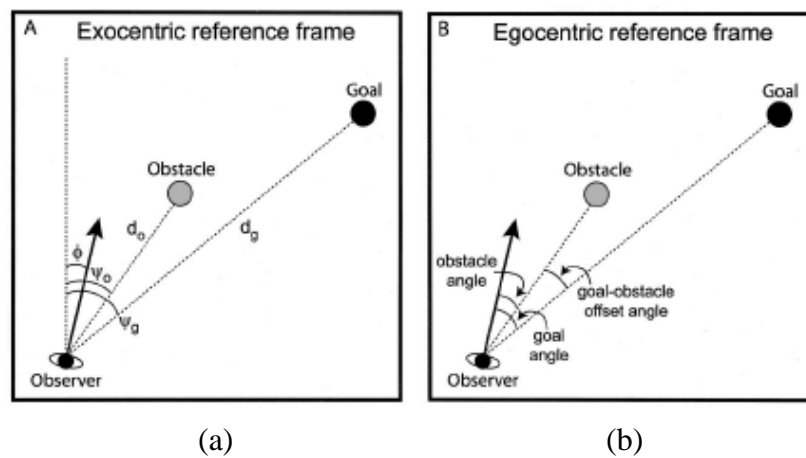 A
Exocentric reference frame
Goal
Obstacle
d_o
d_g
ϕ
ψ_o
ψ_g
Observer
(a)
B
Egocentric reference frame
Goal
Obstacle
obstacle
angle
goal-obstacle
offset angle
goal
angle
Observer
(b)